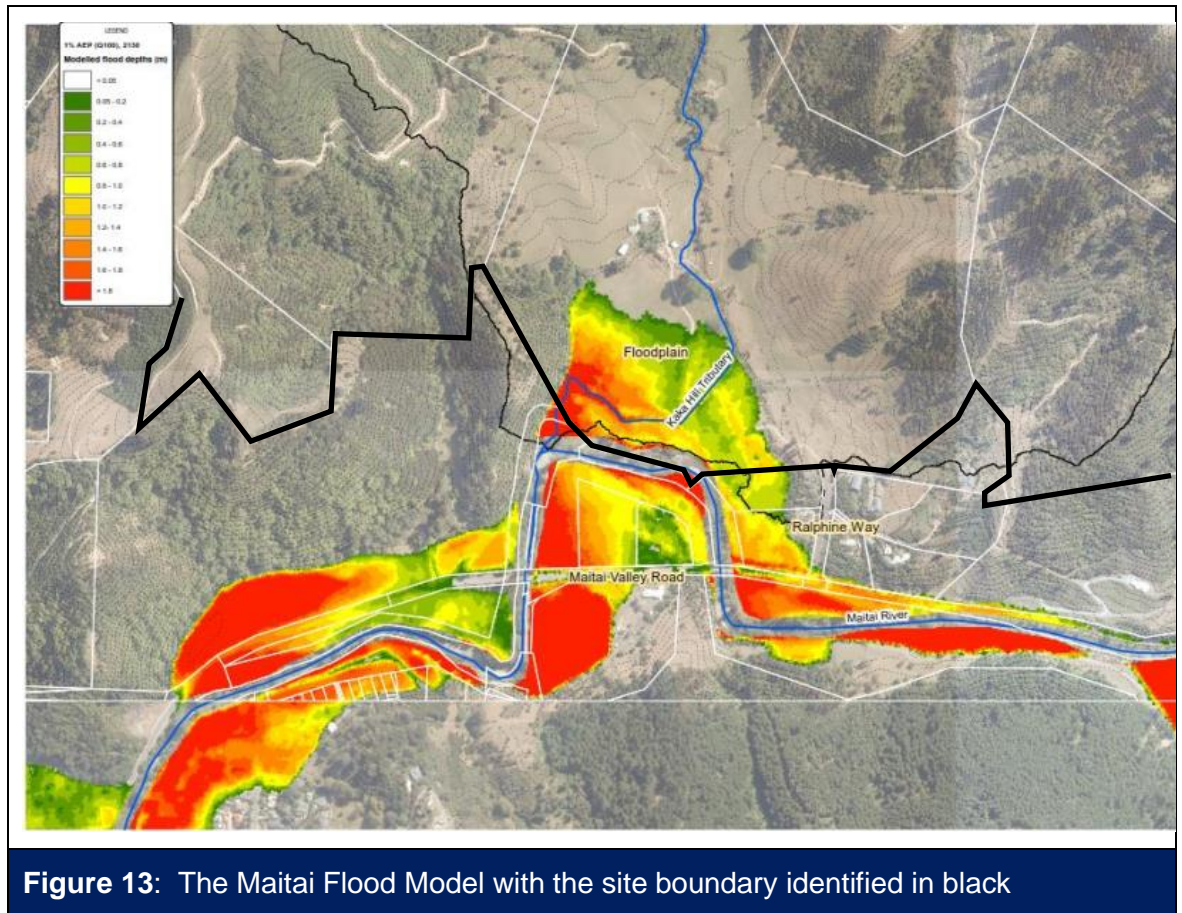 LEGEND
1% AEP (Q100), 2130
Modelled flood depths (m)
< 0.05
0.05 - 0.2
0.2 - 0.4
0.4 - 0.6
0.6 - 0.8
0.8 - 1.0
1.0 - 1.2
1.2- 1.4
1.4 - 1.6
1.6 - 1.8
> 1.8
Floodplain
Kaka Hill Tributary
Ralphine Way
Maitai Valley Road
Maitai River
Figure 13: The Maitai Flood Model with the site boundary identified in black